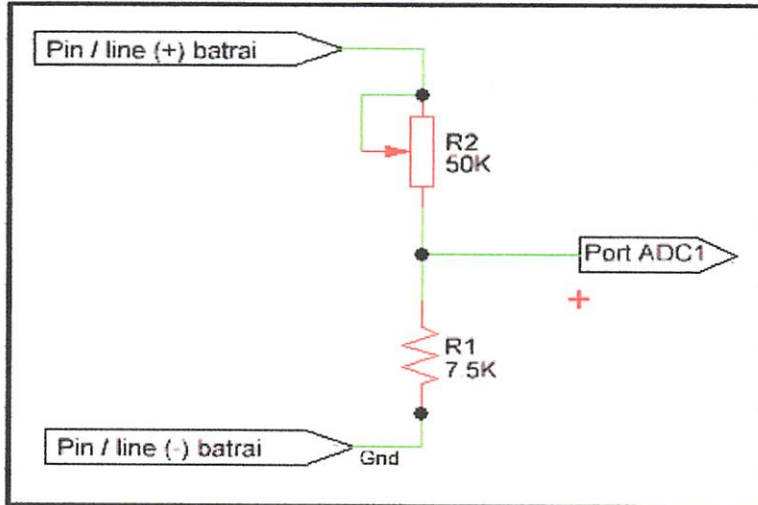 Pin / line (+) batrai
R2
50K
Port ADC1
R1
7.5K
Pin / line (-) batrai
Gnd